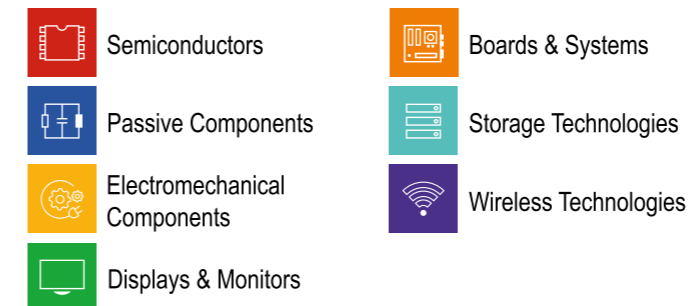 Semiconductors
Passive Components
Electromechanical
Components
Displays & Monitors
Boards & Systems
Storage Technologies
Wireless Technologies